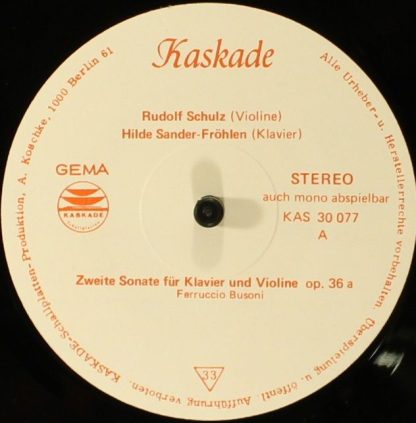 Kaskade
Rudolf Schulz (Violine)
Hilde Sander-Fröhlen (Klavier)
GEMA
KASKADE
STEREO
auch mono abspielbar
KAS 30 077
A
Zweite Sonate für Klavier und Violine op. 36 a
Ferruccio Busoni
33
Alle Urheber- u. Herstellerrechte vorbehalten. Überspielung u. öffentl. Aufführung verboten. KASKADE-Schallplatten-Produktion, A. Koschke, 1000 Berlin 61